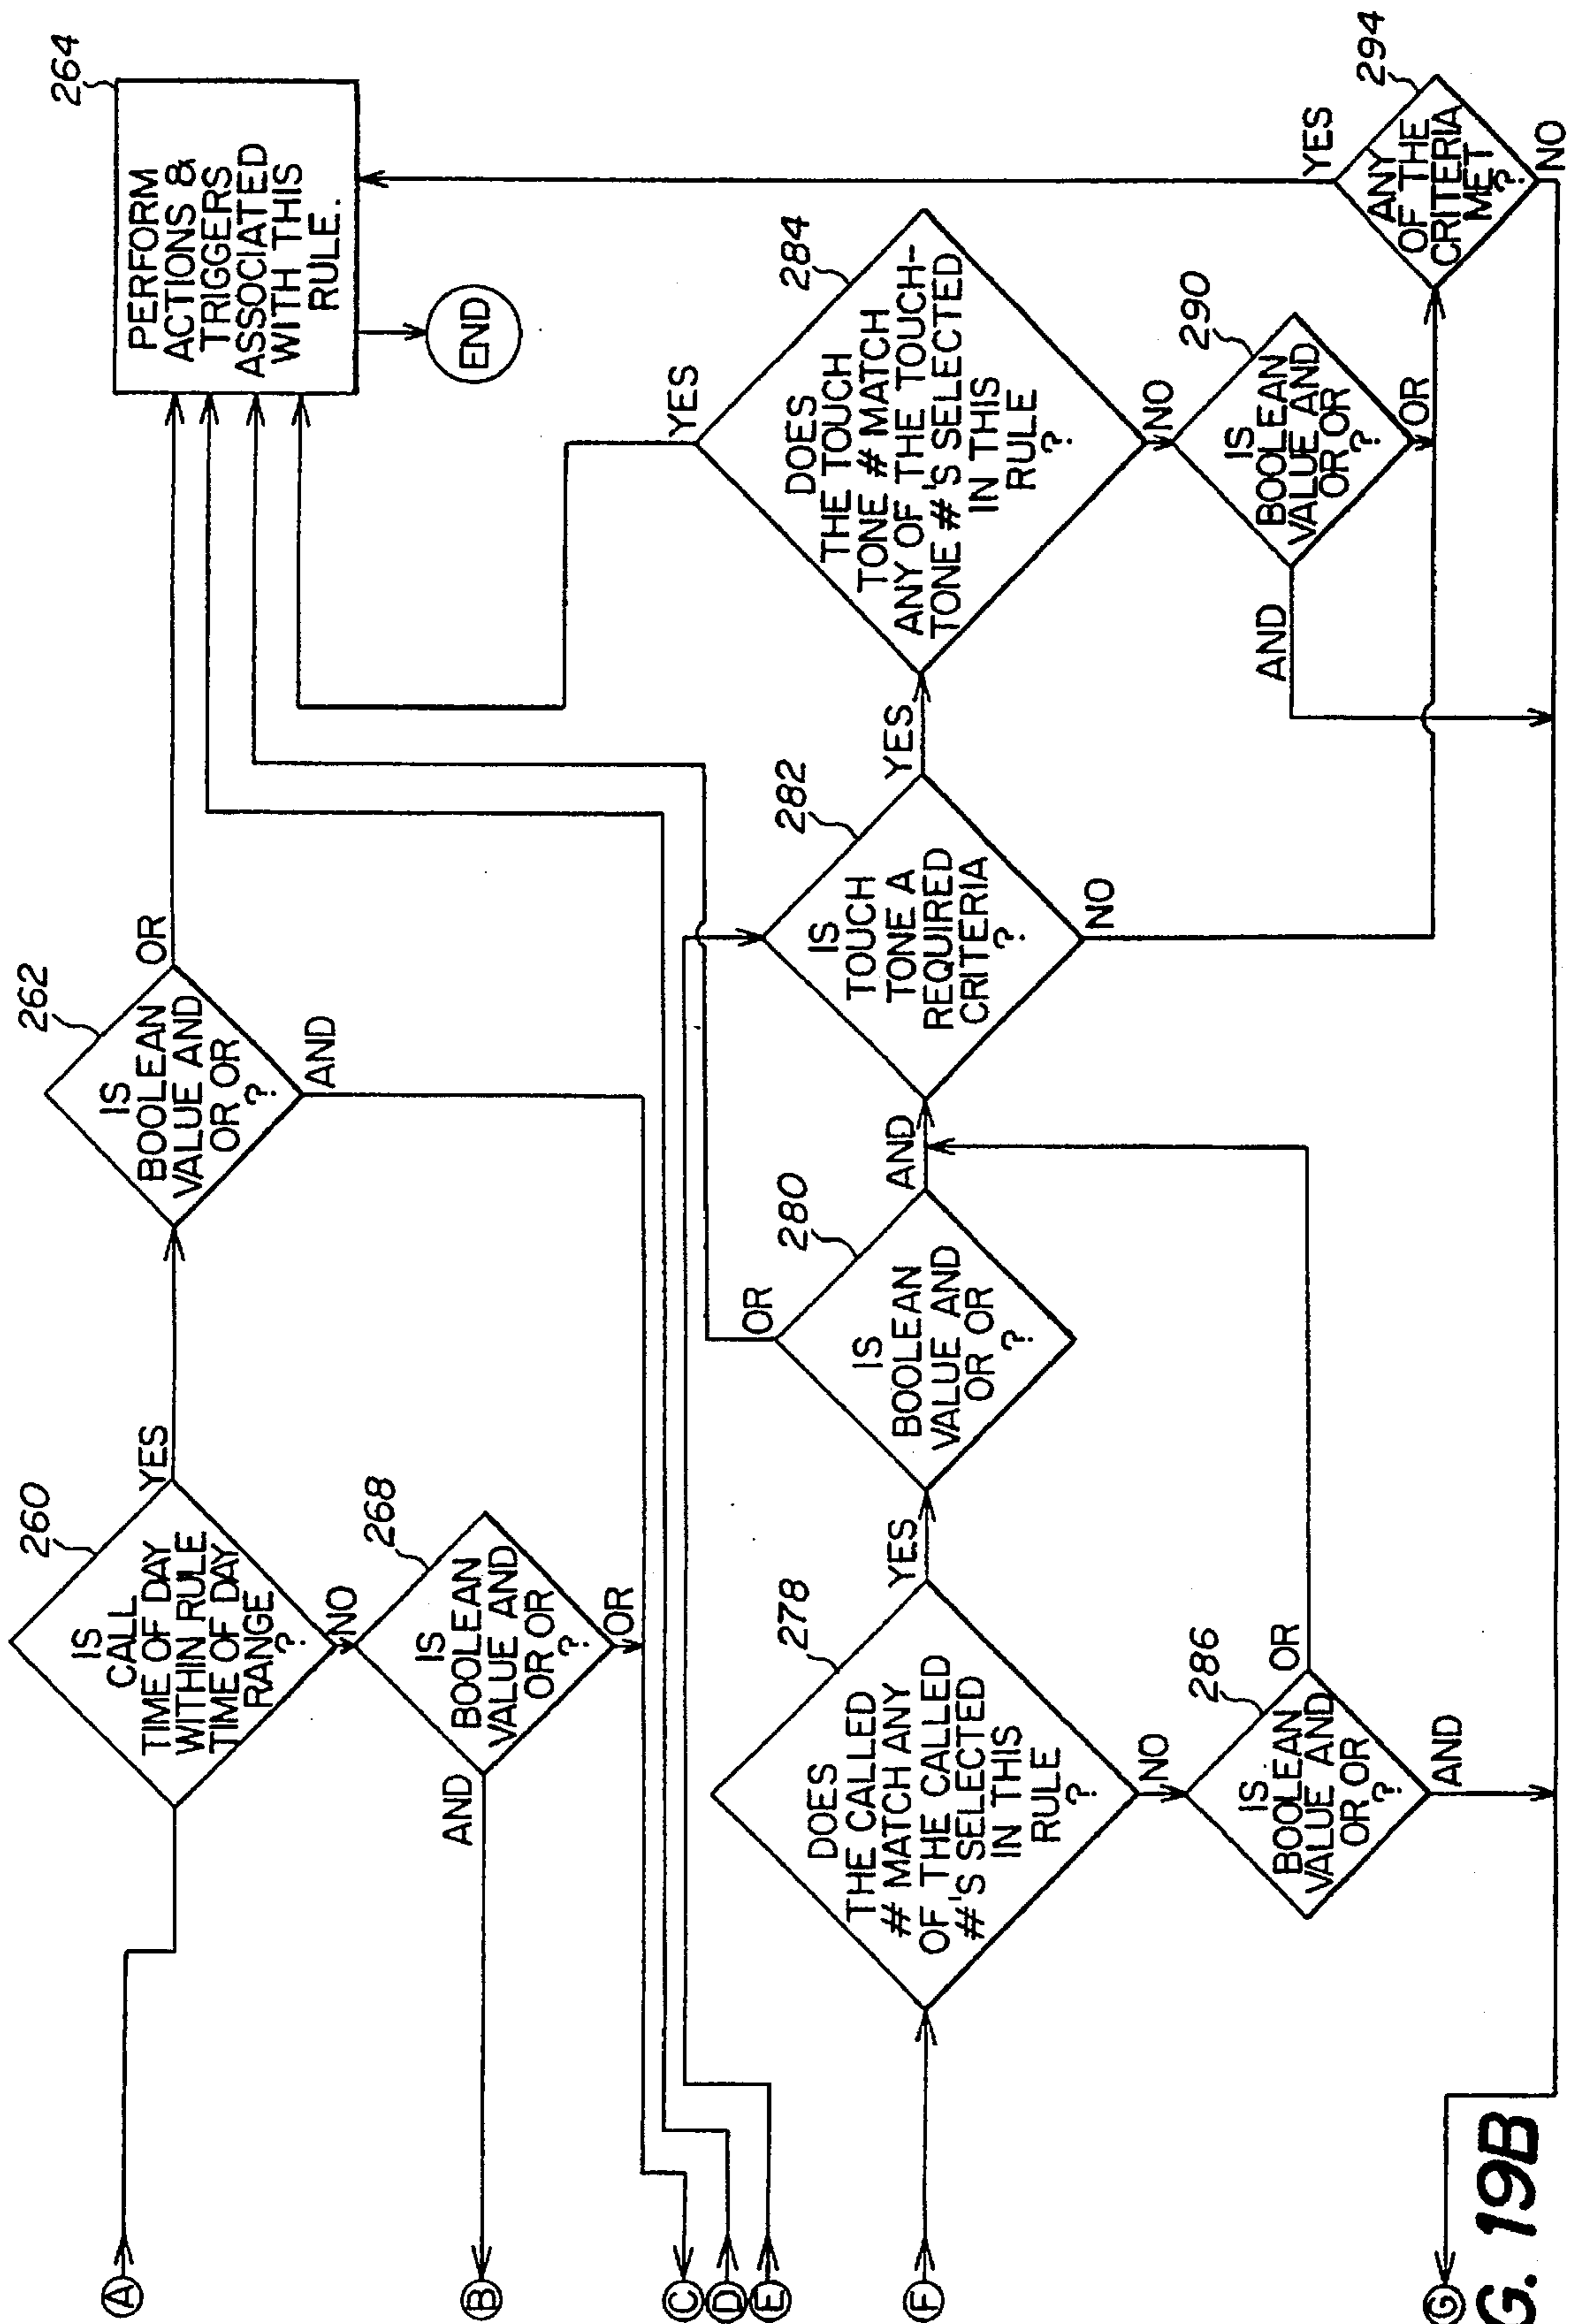 264
PERFORM
ACTIONS &
TRIGGERS
ASSOCIATED
WITH THIS
RULE.
END
262
IS
BOOLEAN
VALUE AND
OR OR
?
OR
AND
260
IS
CALL
TIME OF DAY
WITHIN RULE
TIME OF DAY
RANGE
?
YES
NO
268
IS
BOOLEAN
VALUE AND
OR OR
?
AND
OR
A
B
C
D
E
F
G
278
DOES
THE CALLED
# MATCH ANY
OF THE CALLED
#'S SELECTED
IN THIS
RULE
?
YES
NO
280
IS
BOOLEAN
VALUE AND
OR OR
?
OR
AND
286
IS
BOOLEAN
VALUE AND
OR OR
?
OR
AND
282
IS
TOUCH
TONE A
REQUIRED
CRITERIA
?
YES
NO
284
DOES
THE TOUCH
TONE # MATCH
ANY OF THE TOUCH-
TONE #'S SELECTED
IN THIS
RULE
?
YES
NO
290
IS
BOOLEAN
VALUE AND
OR OR
?
AND
OR
294
ANY
OF THE
CRITERIA
MET
?
YES
NO
G. 19B